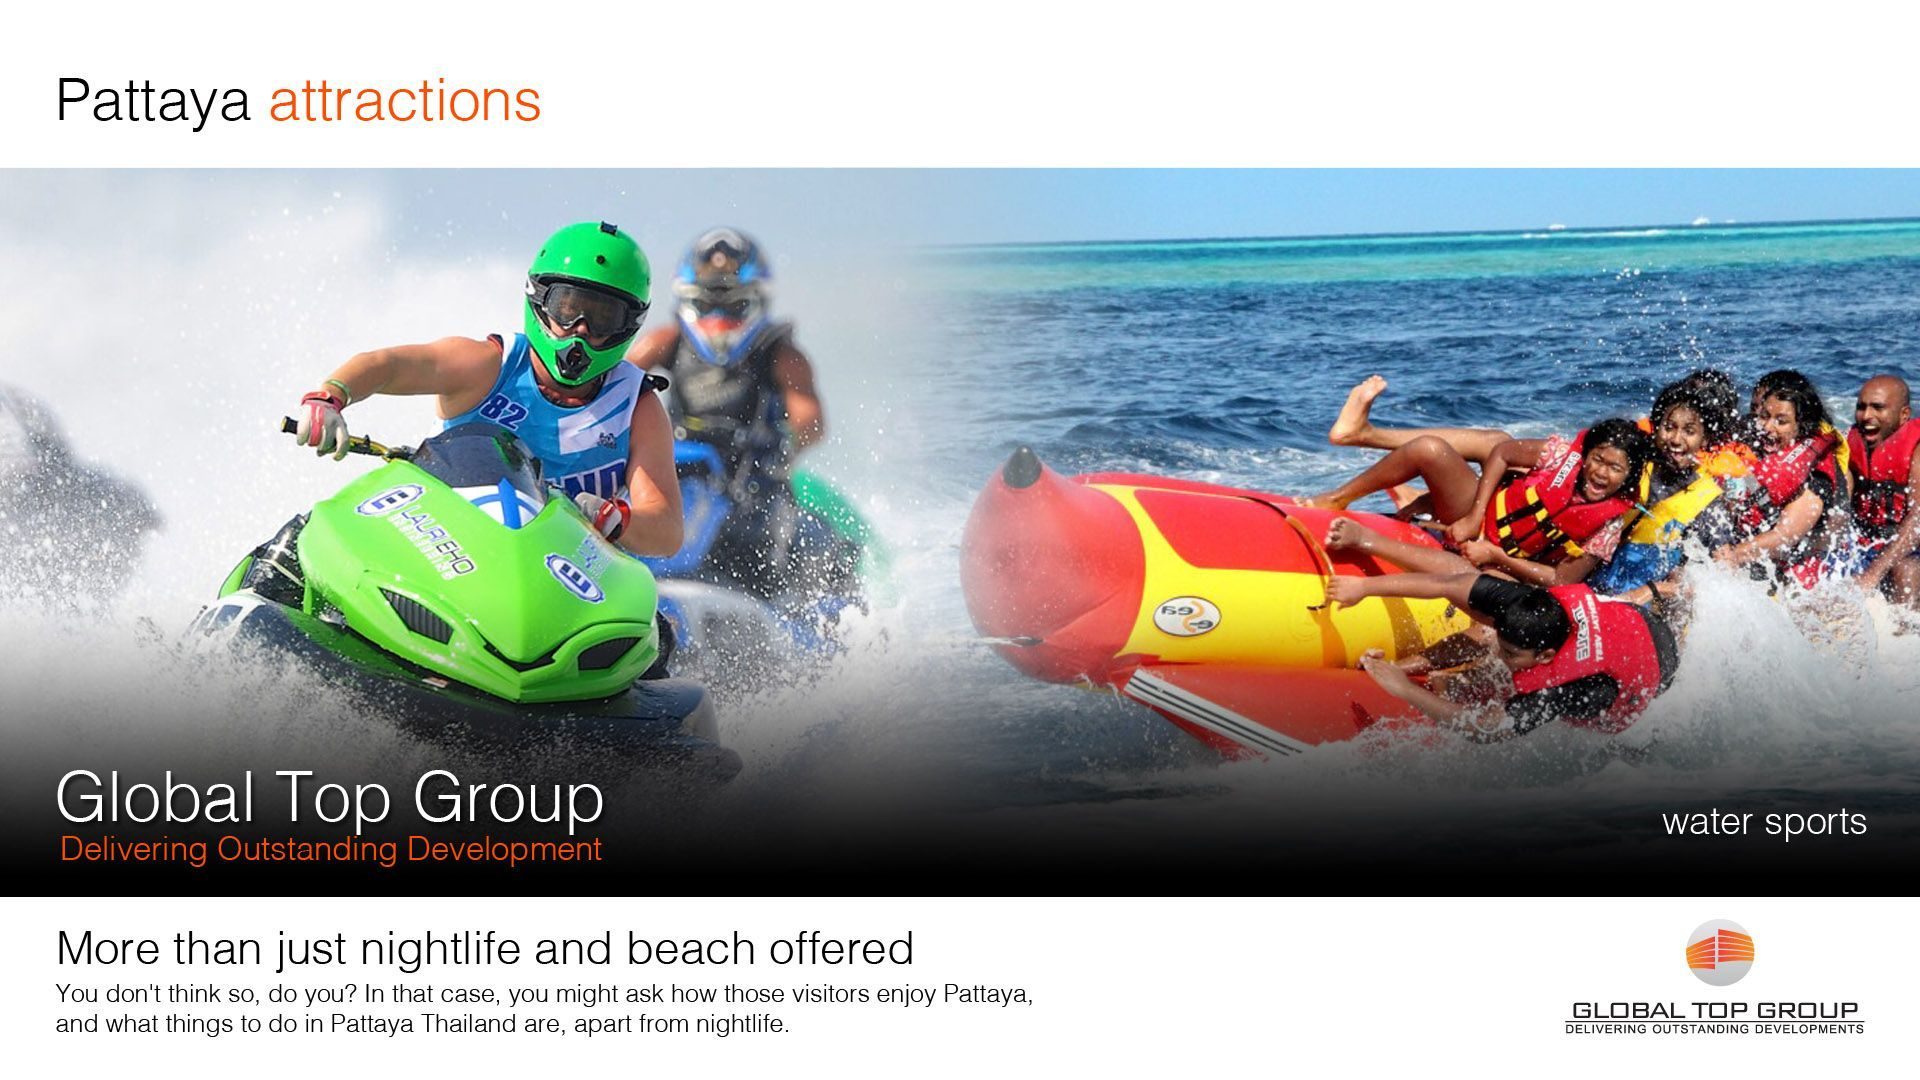 Pattaya attractions
82
LAURIEHO
Global Top Group
Delivering Outstanding Development
water sports
More than just nightlife and beach offered
You don't think so, do you? In that case, you might ask how those visitors enjoy Pattaya,
and what things to do in Pattaya Thailand are, apart from nightlife.
GLOBAL TOP GROUP
DELIVERING OUTSTANDING DEVELOPMENTS